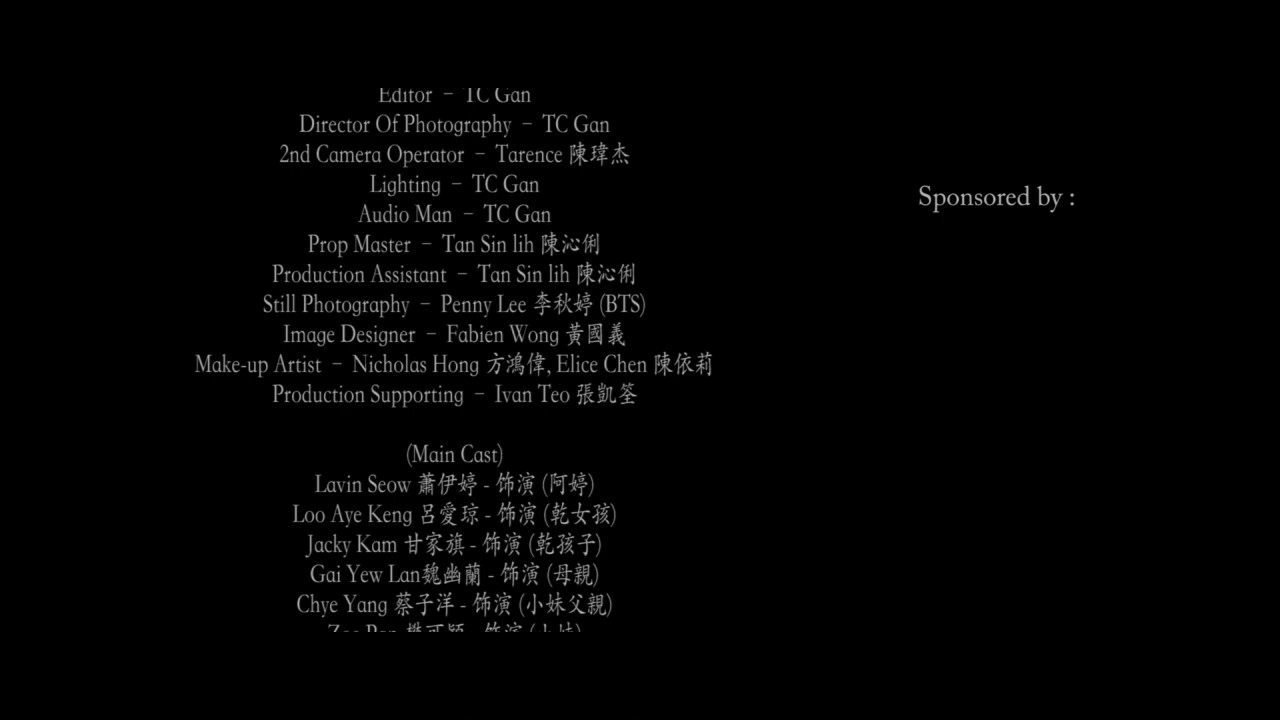 Editor – TC Gan
Director Of Photography – TC Gan
2nd Camera Operator – Tarence 陳瑋杰
Lighting – TC Gan
Audio Man – TC Gan
Prop Master – Tan Sin lih 陳沁俐
Production Assistant – Tan Sin lih 陳沁俐
Still Photography – Penny Lee 李秋婷 (BTS)
Image Designer – Fabien Wong 黃國義
Make-up Artist – Nicholas Hong 方鴻偉, Elice Chen 陳依莉
Production Supporting – Ivan Teo 張凱筌
(Main Cast)
Lavin Seow 蕭伊婷 - 饰演 (阿婷)
Loo Aye Keng 呂愛琼 - 饰演 (乾女孩)
Jacky Kam 甘家旗 - 饰演 (乾孩子)
Gai Yew Lan魏幽蘭 - 饰演 (母親)
Chye Yang 蔡子洋 - 饰演 (小妹父親)
Sponsored by :